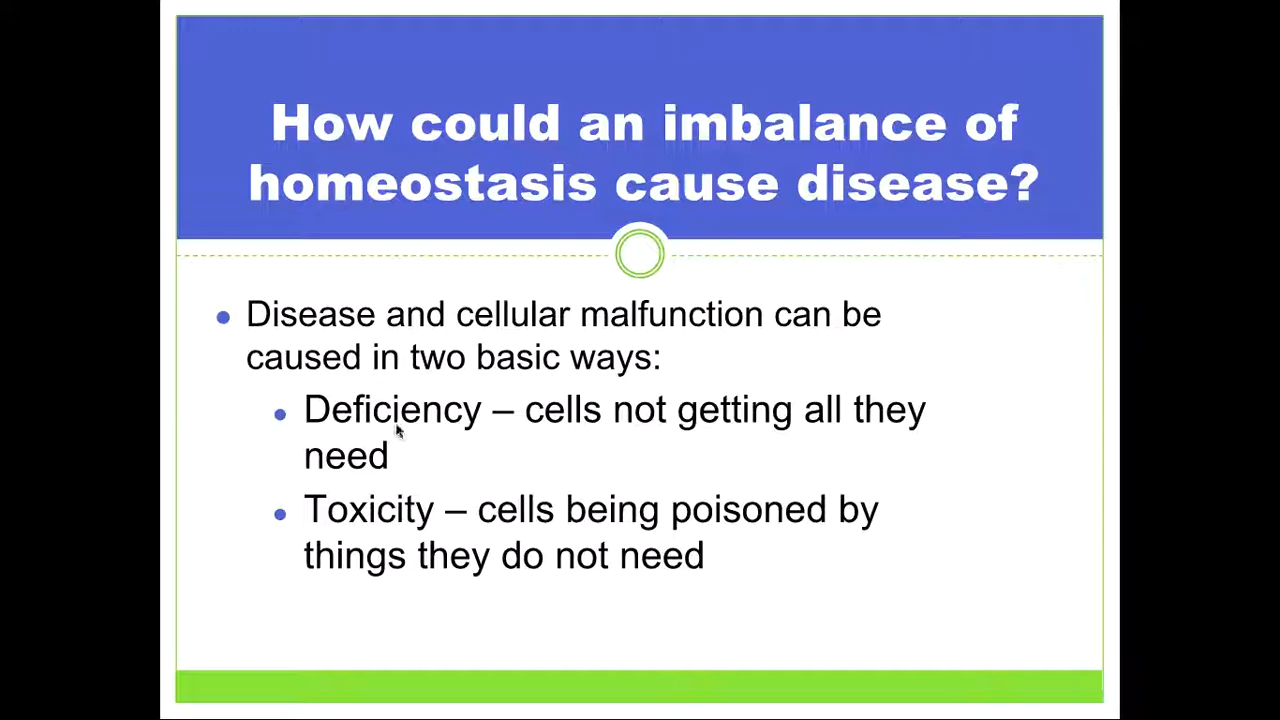 How could an imbalance of
homeostasis cause disease?
• Disease and cellular malfunction can be
caused in two basic ways:
• Deficiency – cells not getting all they
need
• Toxicity – cells being poisoned by
things they do not need